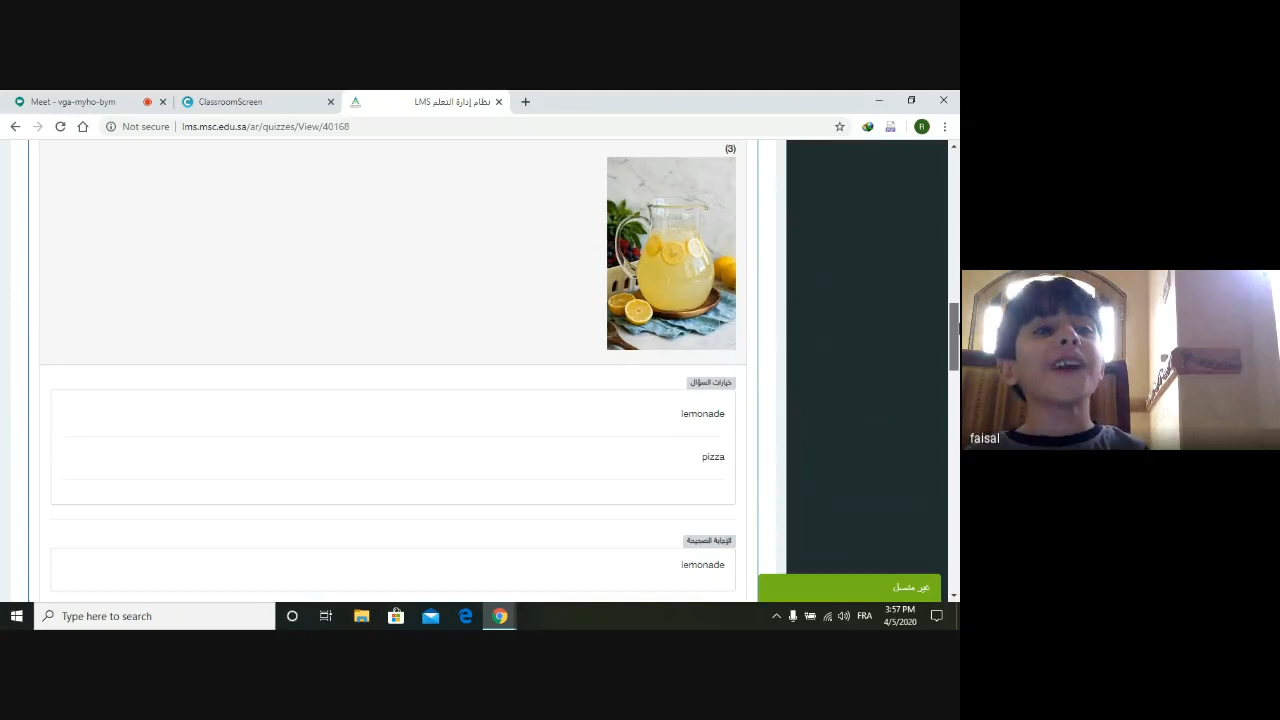 Meet - vga-myho-bym
ClassroomScreen
نظام إدارة التعلم LMS
Not secure
lms.msc.edu.sa/ar/quizzes/View/40168
R
(3)
خيارات السؤال
lemonade
pizza
الإجابة الصحيحة
lemonade
غير متصل
faisal
Type here to search
FRA
3:57 PM
4/5/2020